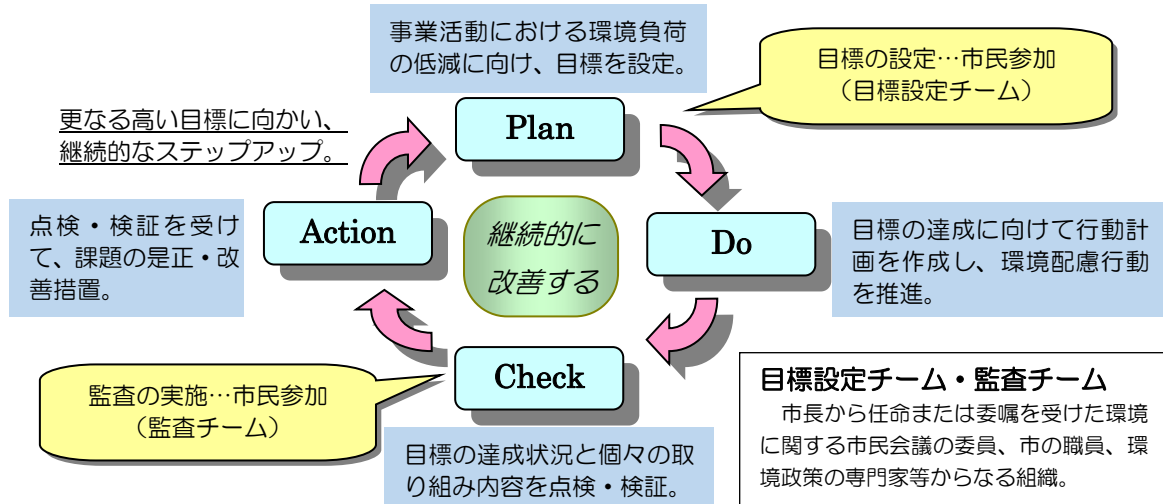 事業活動における環境負荷
の低減に向け、目標を設定。
目標の設定…市民参加
（目標設定チーム）
更なる高い目標に向かい、
継続的なステップアップ。
Plan
点検・検証を受け
て、課題の是正・改
善措置。
Action
継続的に
改善する
Do
目標の達成に向けて行動計
画を作成し、環境配慮行動
を推進。
監査の実施…市民参加
（監査チーム）
Check
目標の達成状況と個々の取
り組み内容を点検・検証。
目標設定チーム・監査チーム
市長から任命または委嘱を受けた環境
に関する市民会議の委員、市の職員、環
境政策の専門家等からなる組織。